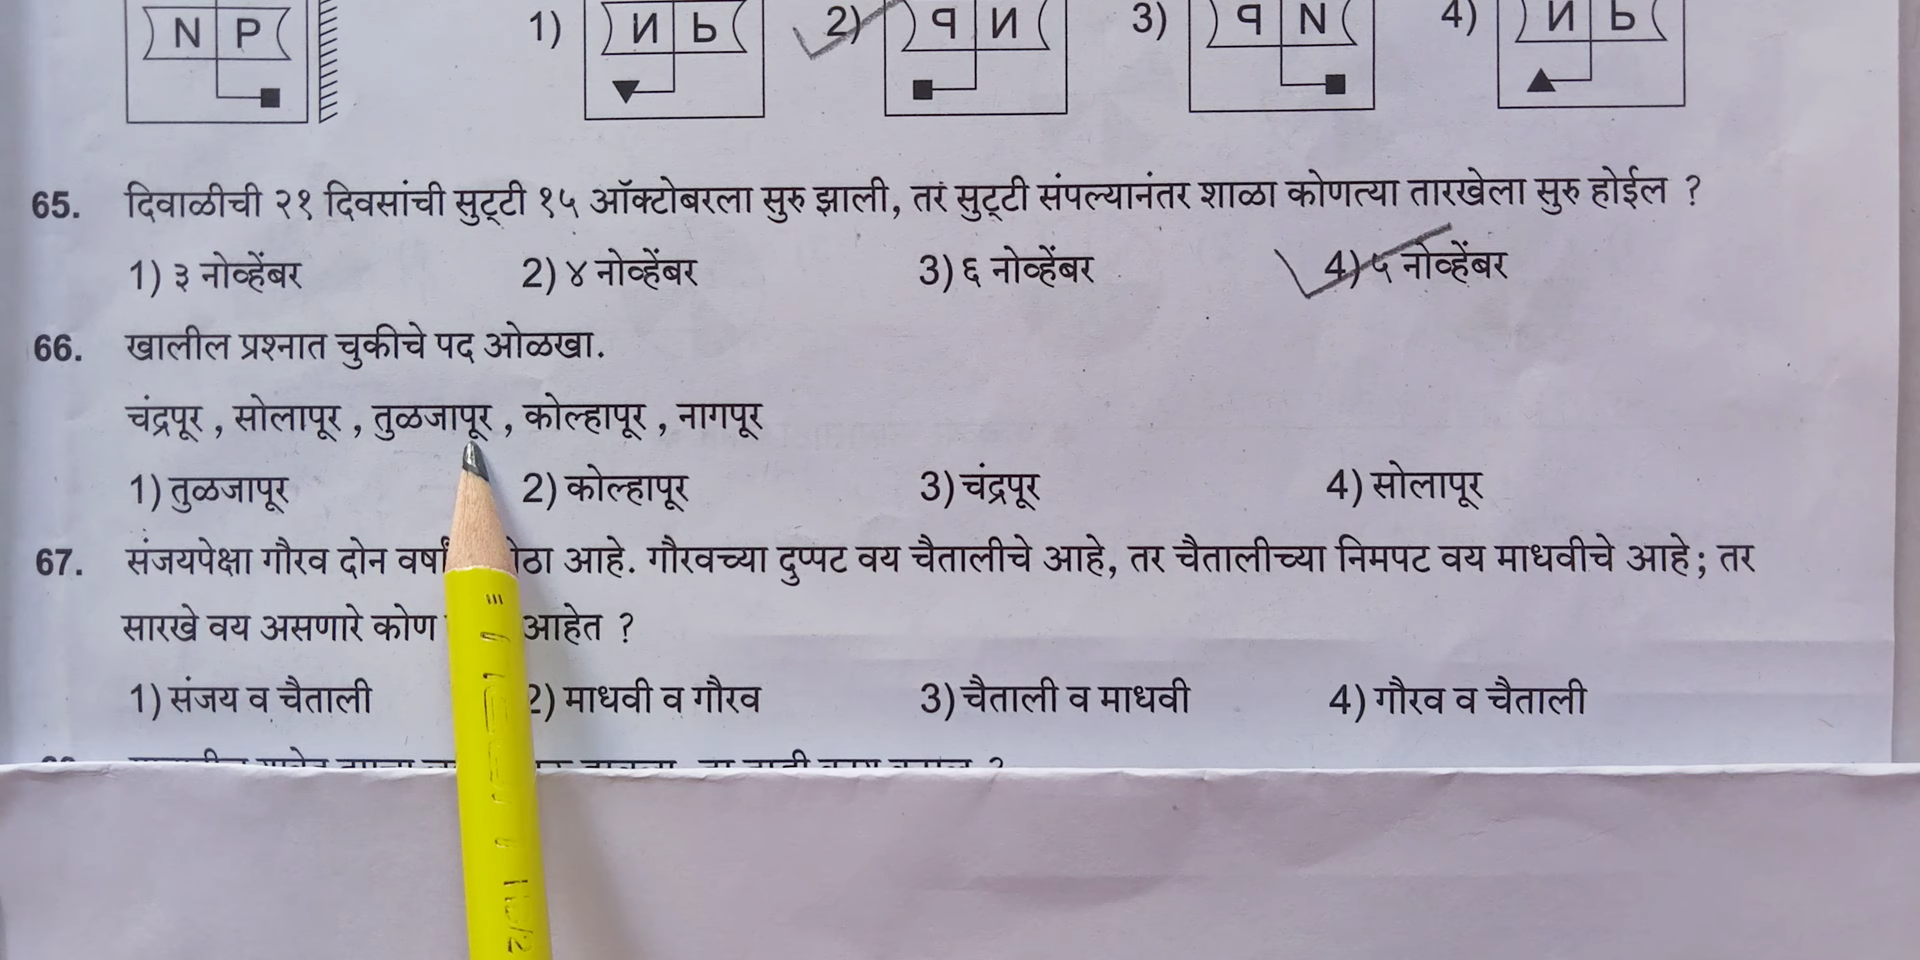 N P 1) И Ь 2) ꟼ И 3) ꟼ N 4) И Ь
65. दिवाळीची २१ दिवसांची सुट्टी १५ ऑक्टोबरला सुरु झाली, तर सुट्टी संपल्यानंतर शाळा कोणत्या तारखेला सुरु होईल ?
1) ३ नोव्हेंबर 2) ४ नोव्हेंबर 3) ६ नोव्हेंबर 4) ५ नोव्हेंबर
66. खालील प्रश्नात चुकीचे पद ओळखा.
चंद्रपूर , सोलापूर , तुळजापूर , कोल्हापूर , नागपूर
1) तुळजापूर 2) कोल्हापूर 3) चंद्रपूर 4) सोलापूर
67. संजयपेक्षा गौरव दोन आहे. गौरवच्या दुप्पट वय चैतालीचे आहे, तर चैतालीच्या निमपट वय माधवीचे आहे; तर
सारखे वय असणारे कोण आहेत ?
1) संजय व चैताली 2) माधवी व गौरव 3) चैताली व माधवी 4) गौरव व चैताली